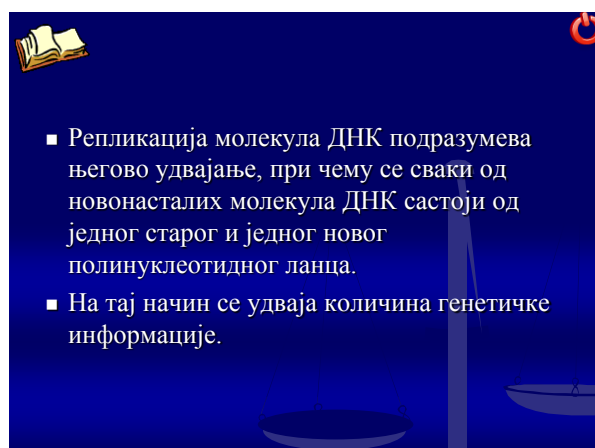 Репликација молекула ДНК подразумева
његово удвајање, при чему се сваки од
новонасталих молекула ДНК састоји од
једног старог и једног новог
полинуклеотидног ланца.
На тај начин се удваја количина генетичке
информације.